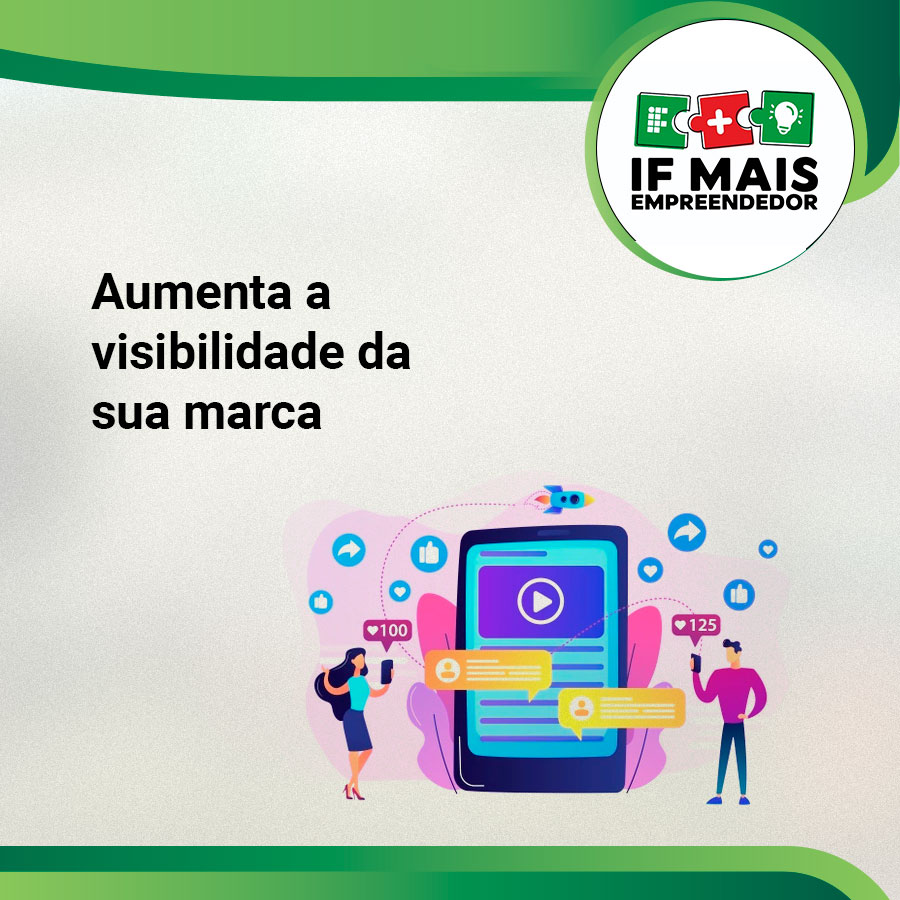 IF MAIS
EMPREENDEDOR
Aumenta a
visibilidade da
sua marca
100
125